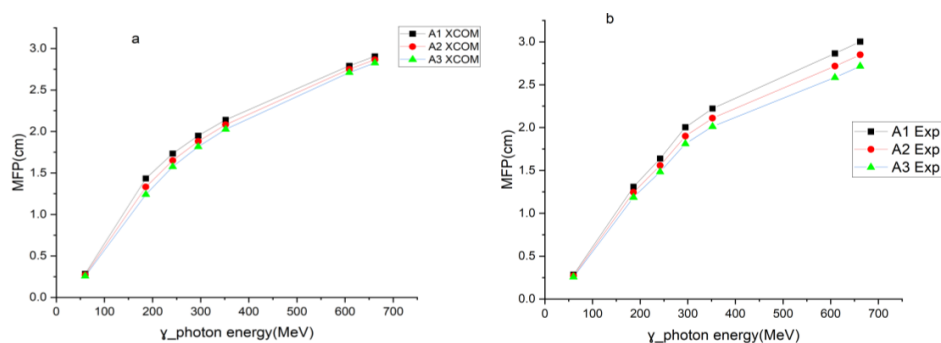 a
A1 XCOM
A2 XCOM
A3 XCOM
MFP(cm)
3.0
2.5
2.0
1.5
1.0
0.5
0.0
0 100 200 300 400 500 600 700
ɣ_photon energy(MeV)
b
A1 Exp
A2 Exp
A3 Exp
MFP(cm)
3.0
2.5
2.0
1.5
1.0
0.5
0.0
0 100 200 300 400 500 600 700
ɣ_photon energy(MeV)